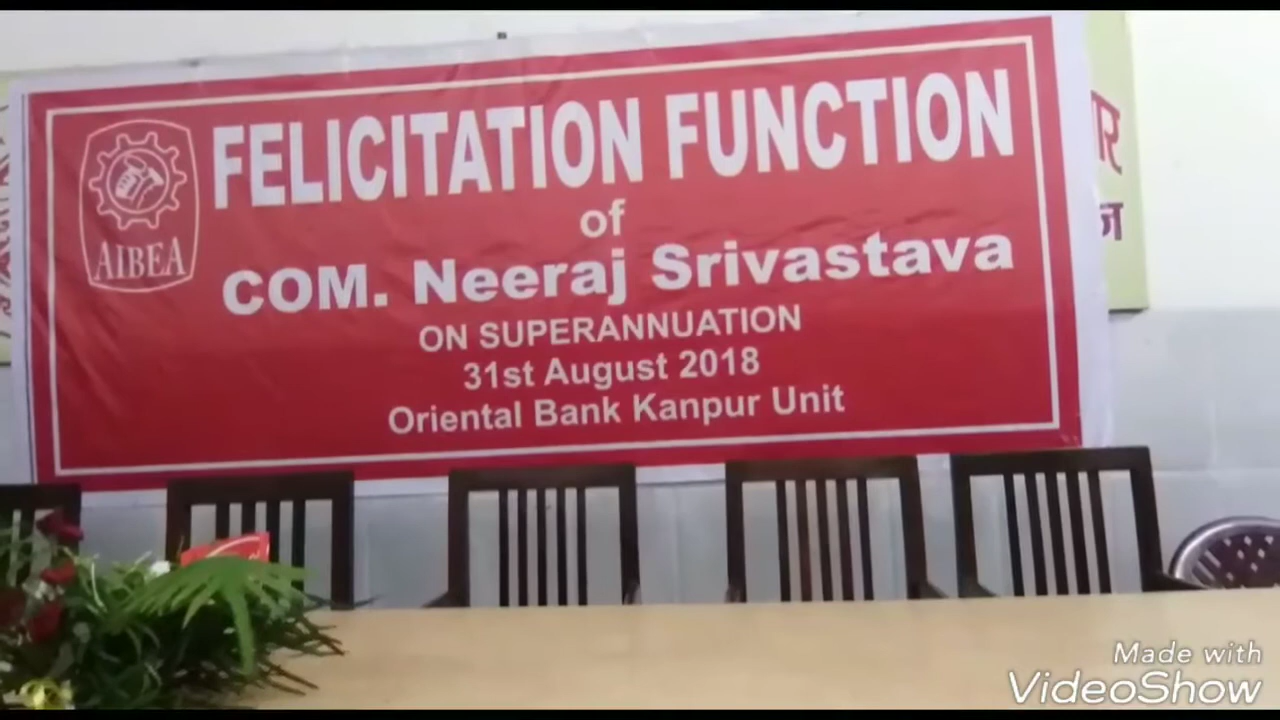 FELICITATION FUNCTION
of
AIBEA
COM. Neeraj Srivastava
ON SUPERANNUATION
31st August 2018
Oriental Bank Kanpur Unit
Made with
VideoShow